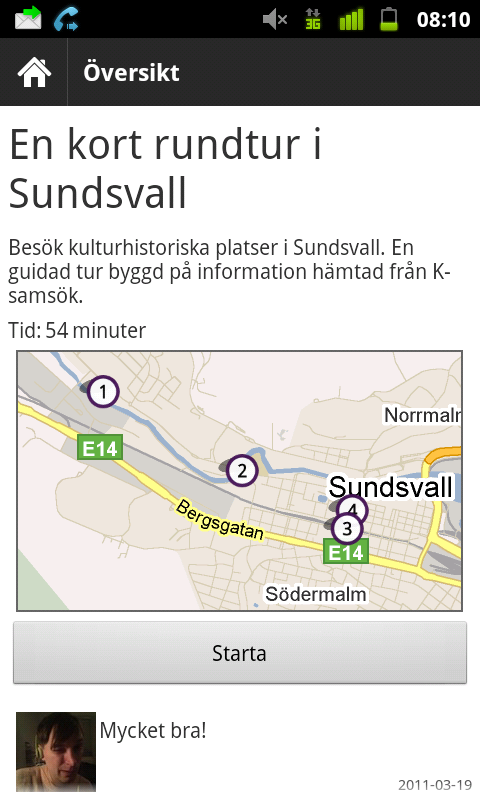 3G
08:10
Översikt
En kort rundtur i
Sundsvall
Besök kulturhistoriska platser i Sundsvall. En
guidad tur byggd på information hämtad från K-
samsök.
Tid: 54 minuter
1
Norrmalm
E14
2
Sundsvall
4
Bergsgatan
3
E14
Södermalm
Starta
Mycket bra!
2011-03-19